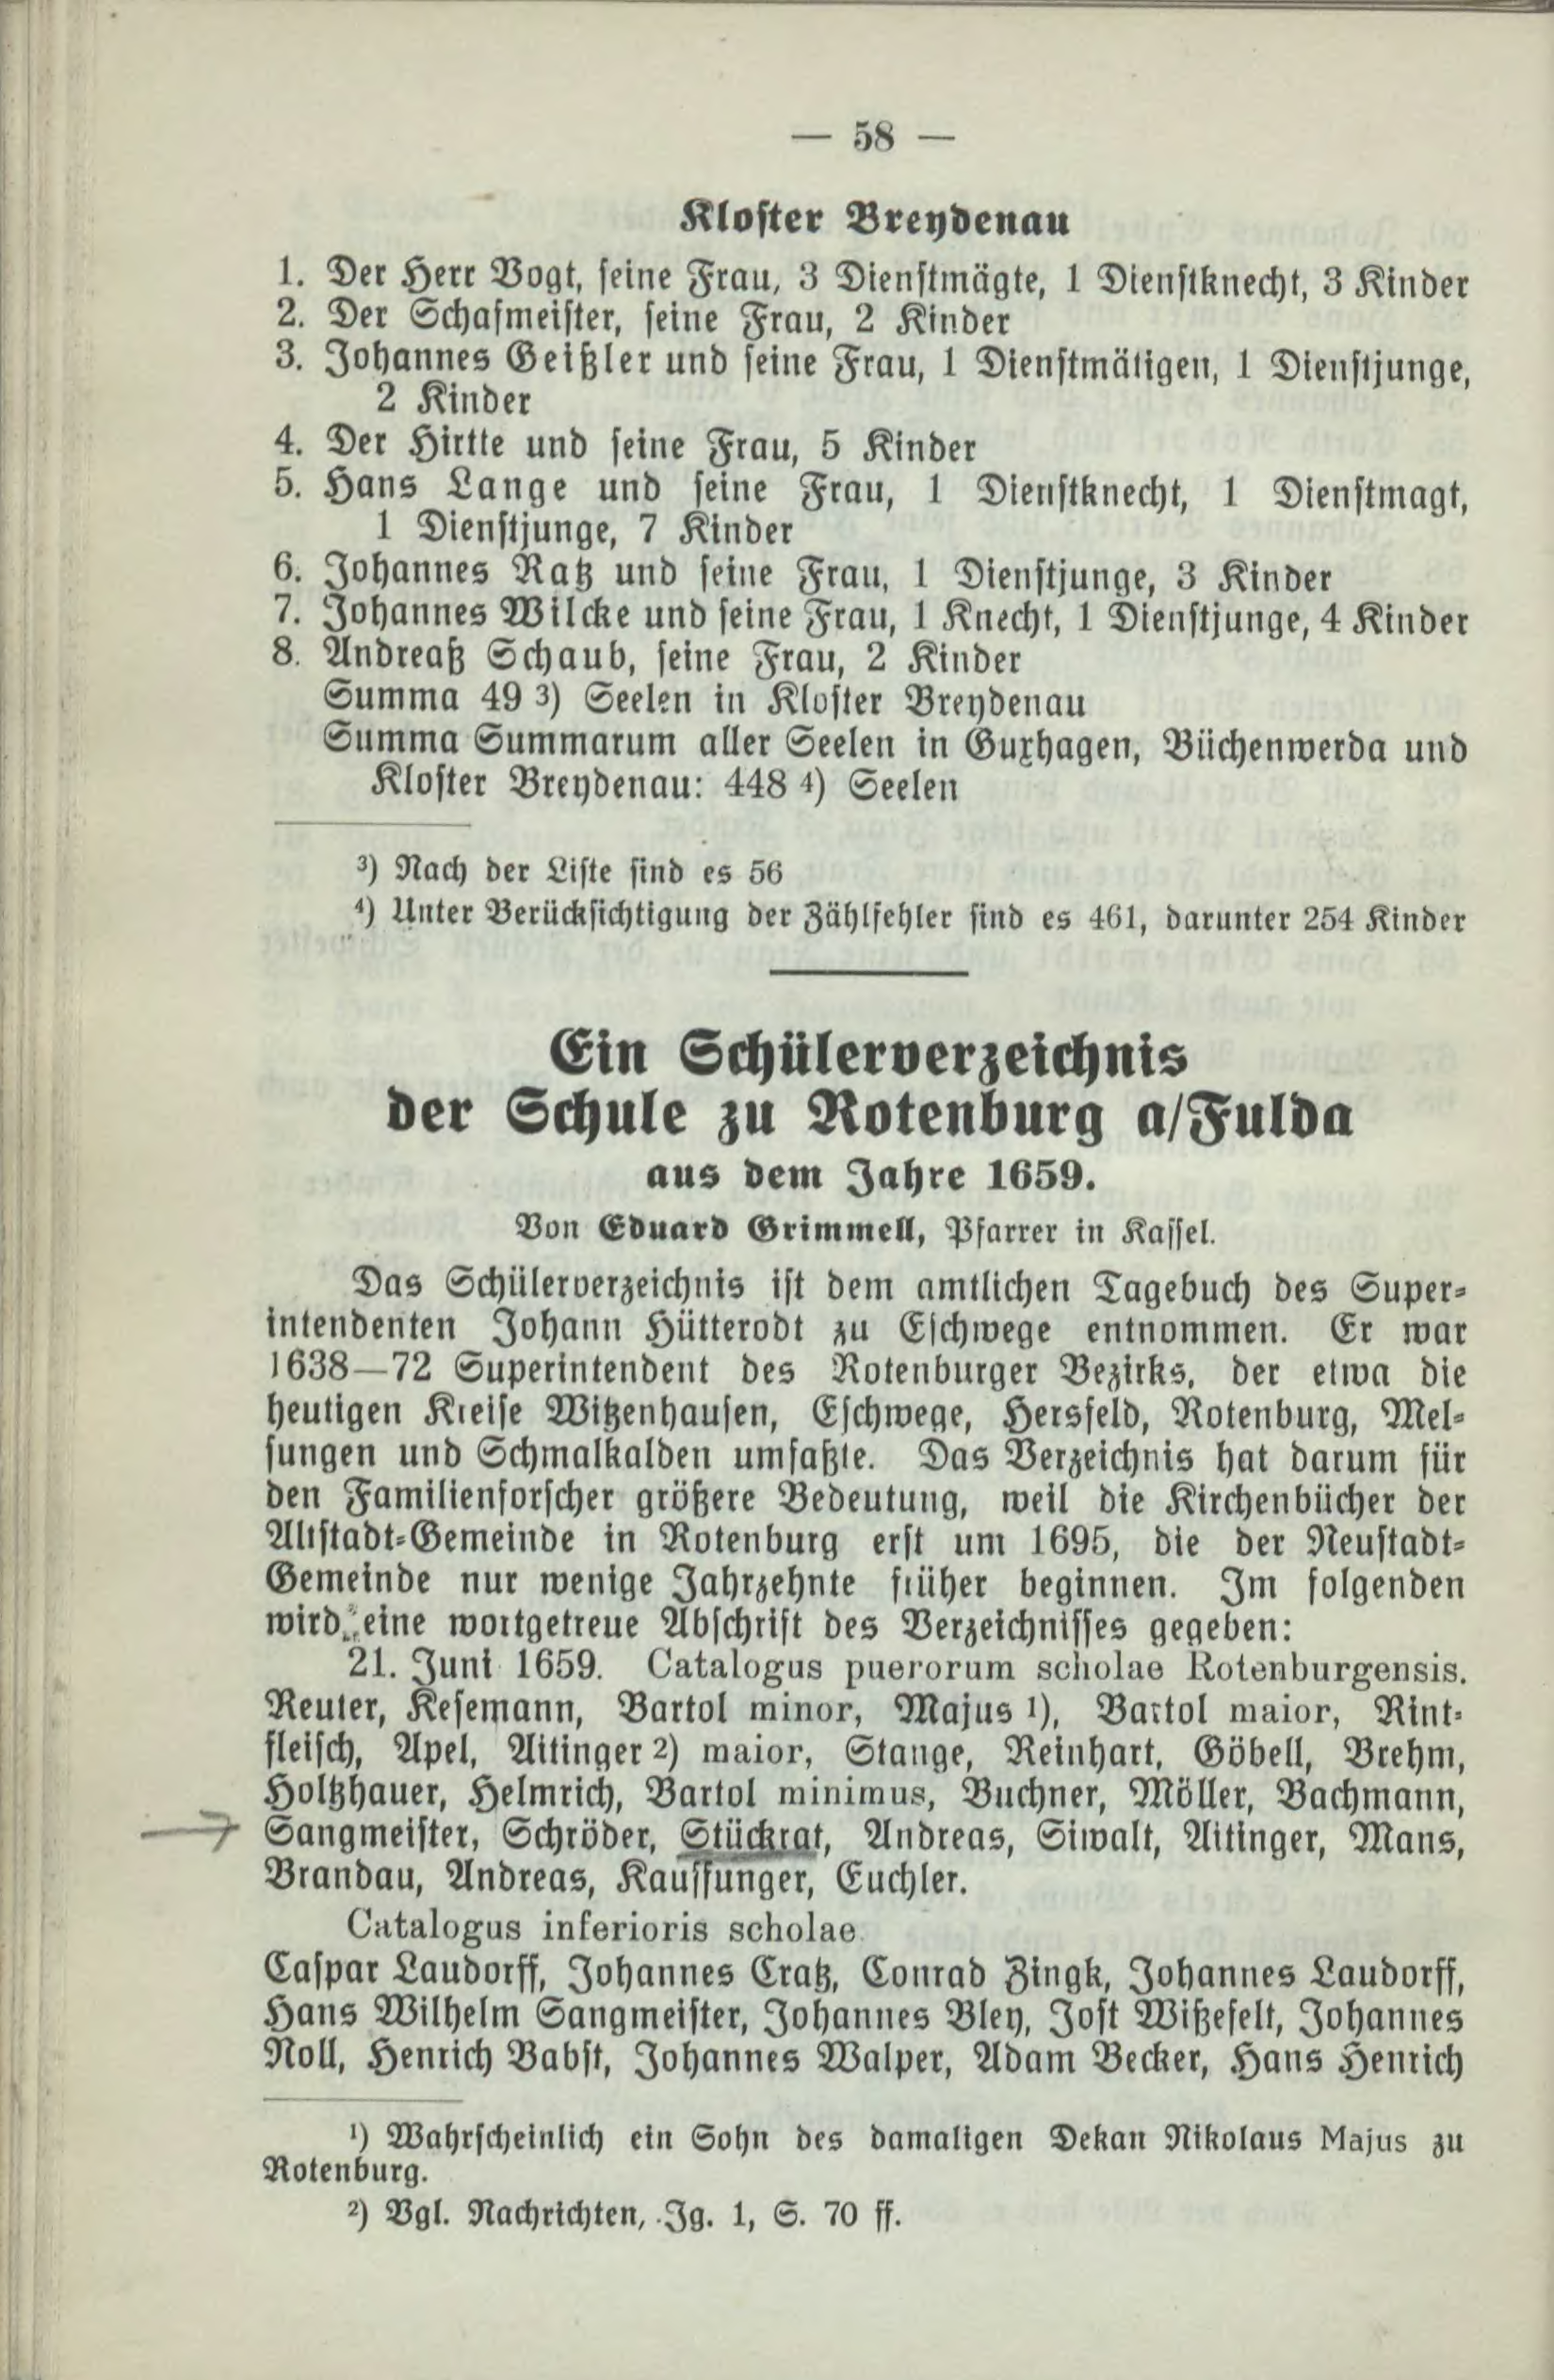 — 58 —
Kloster Breydenau
1. Der Herr Vogt, seine Frau, 3 Dienstmägte, 1 Dienstknecht, 3 Kinder
2. Der Schafmeister, seine Frau, 2 Kinder
3. Johannes Geißler und seine Frau, 1 Dienstmätigen, 1 Dienstjunge,
2 Kinder
4. Der Hirtte und seine Frau, 5 Kinder
5. Hans Lange und seine Frau, 1 Dienstknecht, 1 Dienstmagt,
1 Dienstjunge, 7 Kinder
6. Johannes Ratz und seine Frau, 1 Dienstjunge, 3 Kinder
7. Johannes Wilcke und seine Frau, 1 Knecht, 1 Dienstjunge, 4 Kinder
8. Andreaß Schaub, seine Frau, 2 Kinder
Summa 49 3) Seelen in Kloster Breydenau
Summa Summarum aller Seelen in Guxhagen, Büchenwerda und
Kloster Breydenau: 448 4) Seelen
3) Nach der Liste sind es 56
4) Unter Berücksichtigung der Zählfehler sind es 461, darunter 254 Kinder
Ein Schülerverzeichnis
der Schule zu Rotenburg a/Fulda
aus dem Jahre 1659.
Von Eduard Grimmell, Pfarrer in Kassel.
Das Schülerverzeichnis ist dem amtlichen Tagebuch des Super-
intendenten Johann Hütterodt zu Eschwege entnommen. Er war
1638—72 Superintendent des Rotenburger Bezirks, der etwa die
heutigen Kreise Witzenhausen, Eschwege, Hersfeld, Rotenburg, Mel-
sungen und Schmalkalden umfaßte. Das Verzeichnis hat darum für
den Familienforscher größere Bedeutung, weil die Kirchenbücher der
Altstadt-Gemeinde in Rotenburg erst um 1695, die der Neustadt-
Gemeinde nur wenige Jahrzehnte früher beginnen. Im folgenden
wird eine wortgetreue Abschrift des Verzeichnisses gegeben:
21. Juni 1659. Catalogus puerorum scholae Rotenburgensis.
Reuter, Kesemann, Bartol minor, Majus 1), Bartol maior, Rint-
fleisch, Apel, Aitinger 2) maior, Stange, Reinhart, Göbell, Brehm,
Holtzhauer, Helmrich, Bartol minimus, Buchner, Möller, Bachmann,
Sangmeister, Schröder, Stückrat, Andreas, Siwalt, Aitinger, Mans,
Brandau, Andreas, Kauffunger, Euchler.
Catalogus inferioris scholae
Caspar Laudorff, Johannes Cratz, Conrad Zingk, Johannes Laudorff,
Hans Wilhelm Sangmeister, Johannes Bley, Jost Wißefelt, Johannes
Noll, Henrich Babst, Johannes Walper, Adam Becker, Hans Henrich
1) Wahrscheinlich ein Sohn des damaligen Dekan Nikolaus Majus zu
Rotenburg.
2) Vgl. Nachrichten, Jg. 1, S. 70 ff.